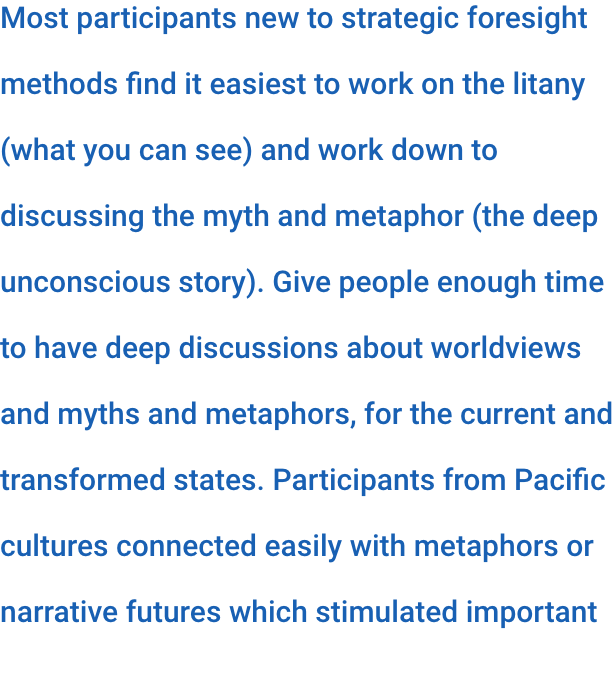 Most participants new to strategic foresight
methods find it easiest to work on the litany
(what you can see) and work down to
discussing the myth and metaphor (the deep
unconscious story). Give people enough time
to have deep discussions about worldviews
and myths and metaphors, for the current and
transformed states. Participants from Pacific
cultures connected easily with metaphors or
narrative futures which stimulated important